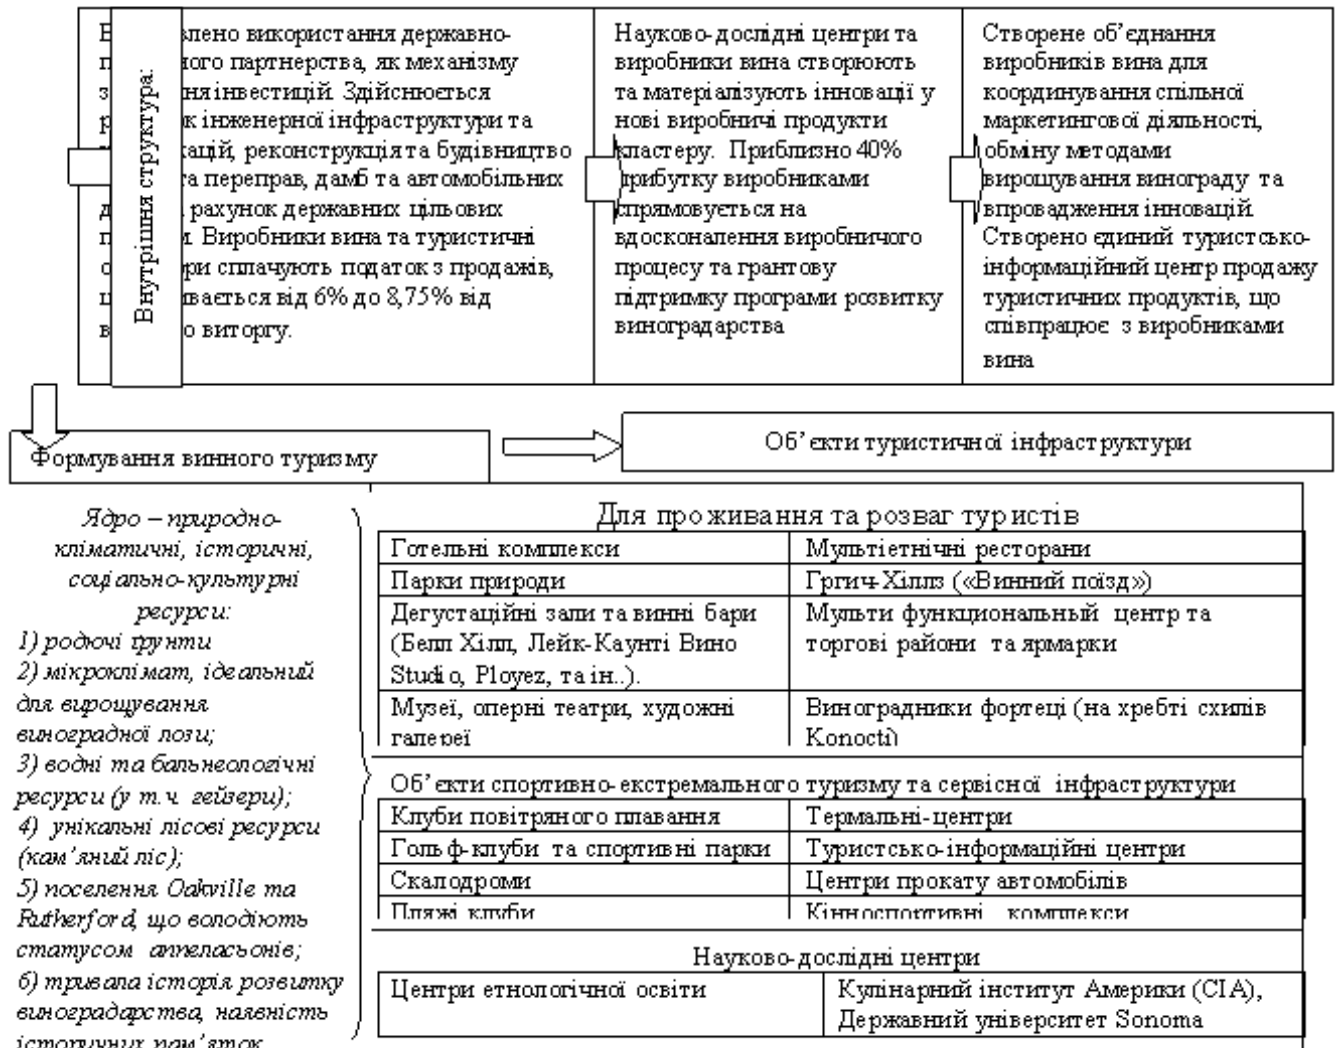 Внутрішня структура:
влено використання державно-
ного партнерства, як механізму
ня інвестицій. Здійснюється
к інженерної інфраструктури та
кацій, реконструкція та будівництво
та переправ, дамб та автомобільних
рахунок державних цільових
м. Виробники вина та туристичні
ри сплачують податок з продажів,
вається від 6% до 8,75% від
о виторгу.
Науково-дослідні центри та
виробники вина створюють
та матеріалізують інновації у
нові виробничі продукти
кластеру. Приблизно 40%
прибутку виробниками
спрямовується на
вдосконалення виробничого
процесу та грантову
підтримку програми розвитку
виноградарства
Створене об’єднання
виробників вина для
координування спільної
маркетингової діяльності,
обміну методами
вирощування винограду та
впровадження інновацій.
Створено єдиний туристсько-
інформаційний центр продажу
туристичних продуктів, що
співпрацює з виробниками
вина
Формування винного туризму
Об’єкти туристичної інфраструктури
Ядро – природно-
кліматичні, історичні,
соціально-культурні
ресурси:
1) родючі ґрунти
2) мікроклімат, ідеальний
для вирощування
виноградної лози;
3) водні та бальнеологічні
ресурси (у т.ч. гейзери);
4) унікальні лісові ресурси
(кам’яний ліс);
5) поселення Oakville та
Rutherford, що володіють
статусом аппеласьонів;
6) тривала історія розвитку
виноградарства, наявність
історичних пам’яток
Для проживання та розваг туристів
Готельні комплекси
Мультіетнічні ресторани
Парки природи
Гргич-Хіллз («Винний поїзд»)
Дегустаційні зали та винні бари
(Белл Хілл, Лейк-Каунті Вино
Studio, Ployez, та ін..).
Мульти функциональный центр та
торгові райони та ярмарки
Музеї, оперні театри, художні
галереї
Виноградники фортеці (на хребті схилів
Konocti)
Об’єкти спортивно-екстремального туризму та сервісної інфраструктури
Клуби повітряного плавання
Термальні-центри
Гольф-клуби та спортивні парки
Туристсько-інформаційні центри
Скалодроми
Центри прокату автомобілів
Пляжі клуби
Кінноспортивні комплекси
Науково-дослідні центри
Центри етнологічної освіти
Кулінарний інститут Америки (CIA),
Державний університет Sonoma